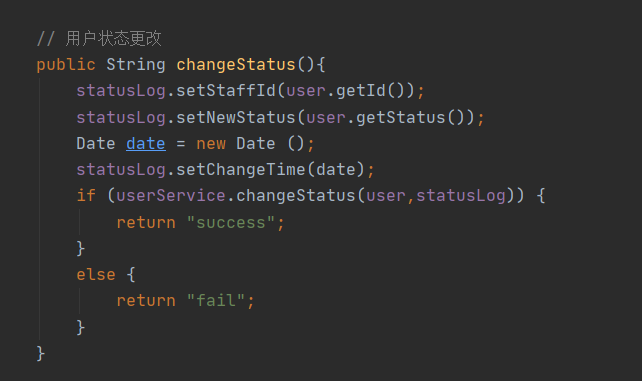 // 用户状态更改
public String changeStatus(){
statusLog.setStaffId(user.getId());
statusLog.setNewStatus(user.getStatus());
Date date = new Date ();
statusLog.setChangeTime(date);
if (userService.changeStatus(user,statusLog)) {
return "success";
}
else {
return "fail";
}
}